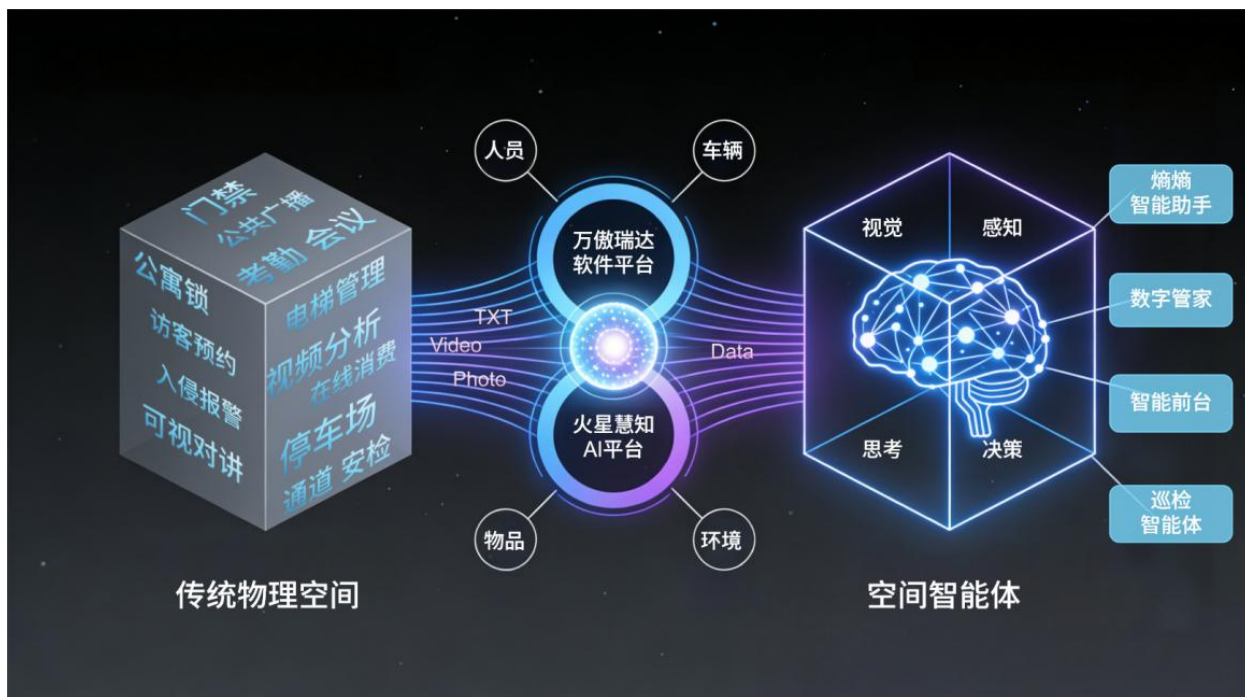 门禁
公共广播
考勤 会议
公寓锁
访客预约
入侵报警
可视对讲
电梯管理
视频分析
在线消费
停车场
通道 安检
传统物理空间
TXT
Video
Photo
人员
车辆
万傲瑞达
软件平台
火星慧知
AI平台
物品
环境
Data
视觉
感知
思考
决策
空间智能体
熵熵
智能助手
数字管家
智能前台
巡检
智能体